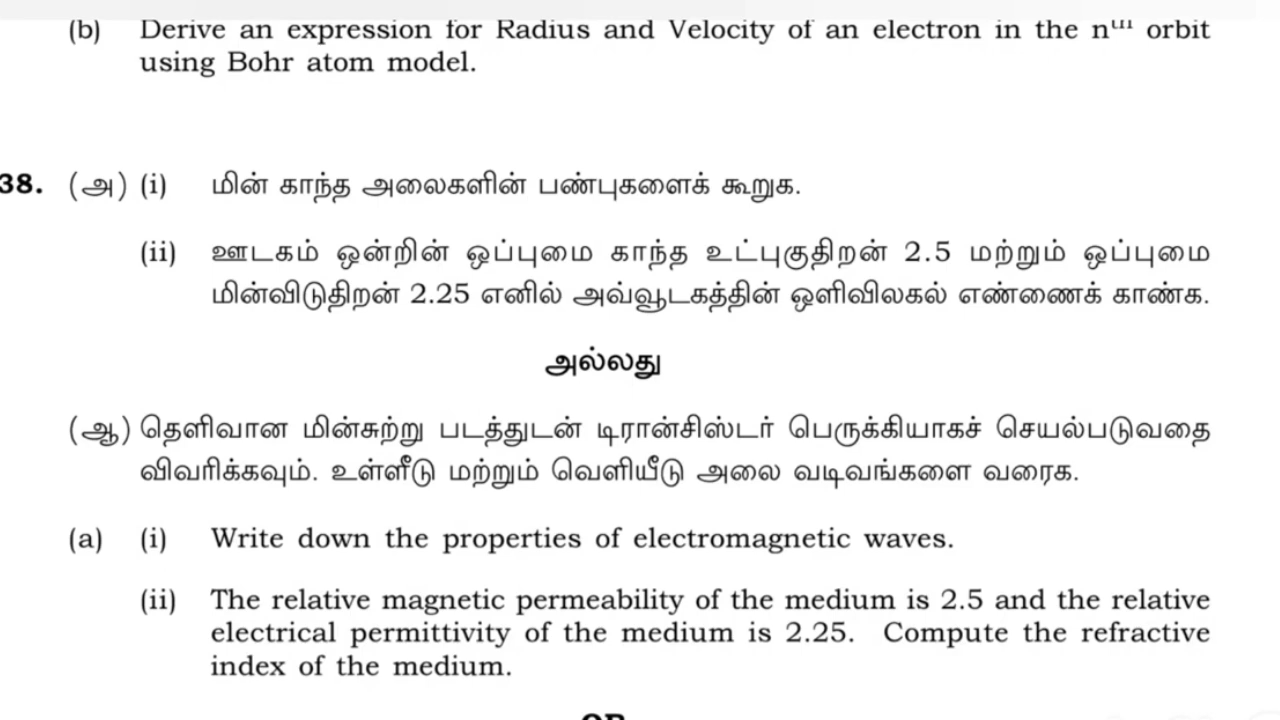 (b) Derive an expression for Radius and Velocity of an electron in the nth orbit
using Bohr atom model.
38. (அ) (i) மின் காந்த அலைகளின் பண்புகளைக் கூறுக.
(ii) ஊடகம் ஒன்றின் ஒப்புமை காந்த உட்புகுதிறன் 2.5 மற்றும் ஒப்புமை
மின்விடுதிறன் 2.25 எனில் அவ்வூடகத்தின் ஒளிவிலகல் எண்ணைக் காண்க.
அல்லது
(ஆ) தெளிவான மின்சுற்று படத்துடன் டிரான்சிஸ்டர் பெருக்கியாகச் செயல்படுவதை
விவரிக்கவும். உள்ளீடு மற்றும் வெளியீடு அலை வடிவங்களை வரைக.
(a) (i) Write down the properties of electromagnetic waves.
(ii) The relative magnetic permeability of the medium is 2.5 and the relative
electrical permittivity of the medium is 2.25. Compute the refractive
index of the medium.
OR